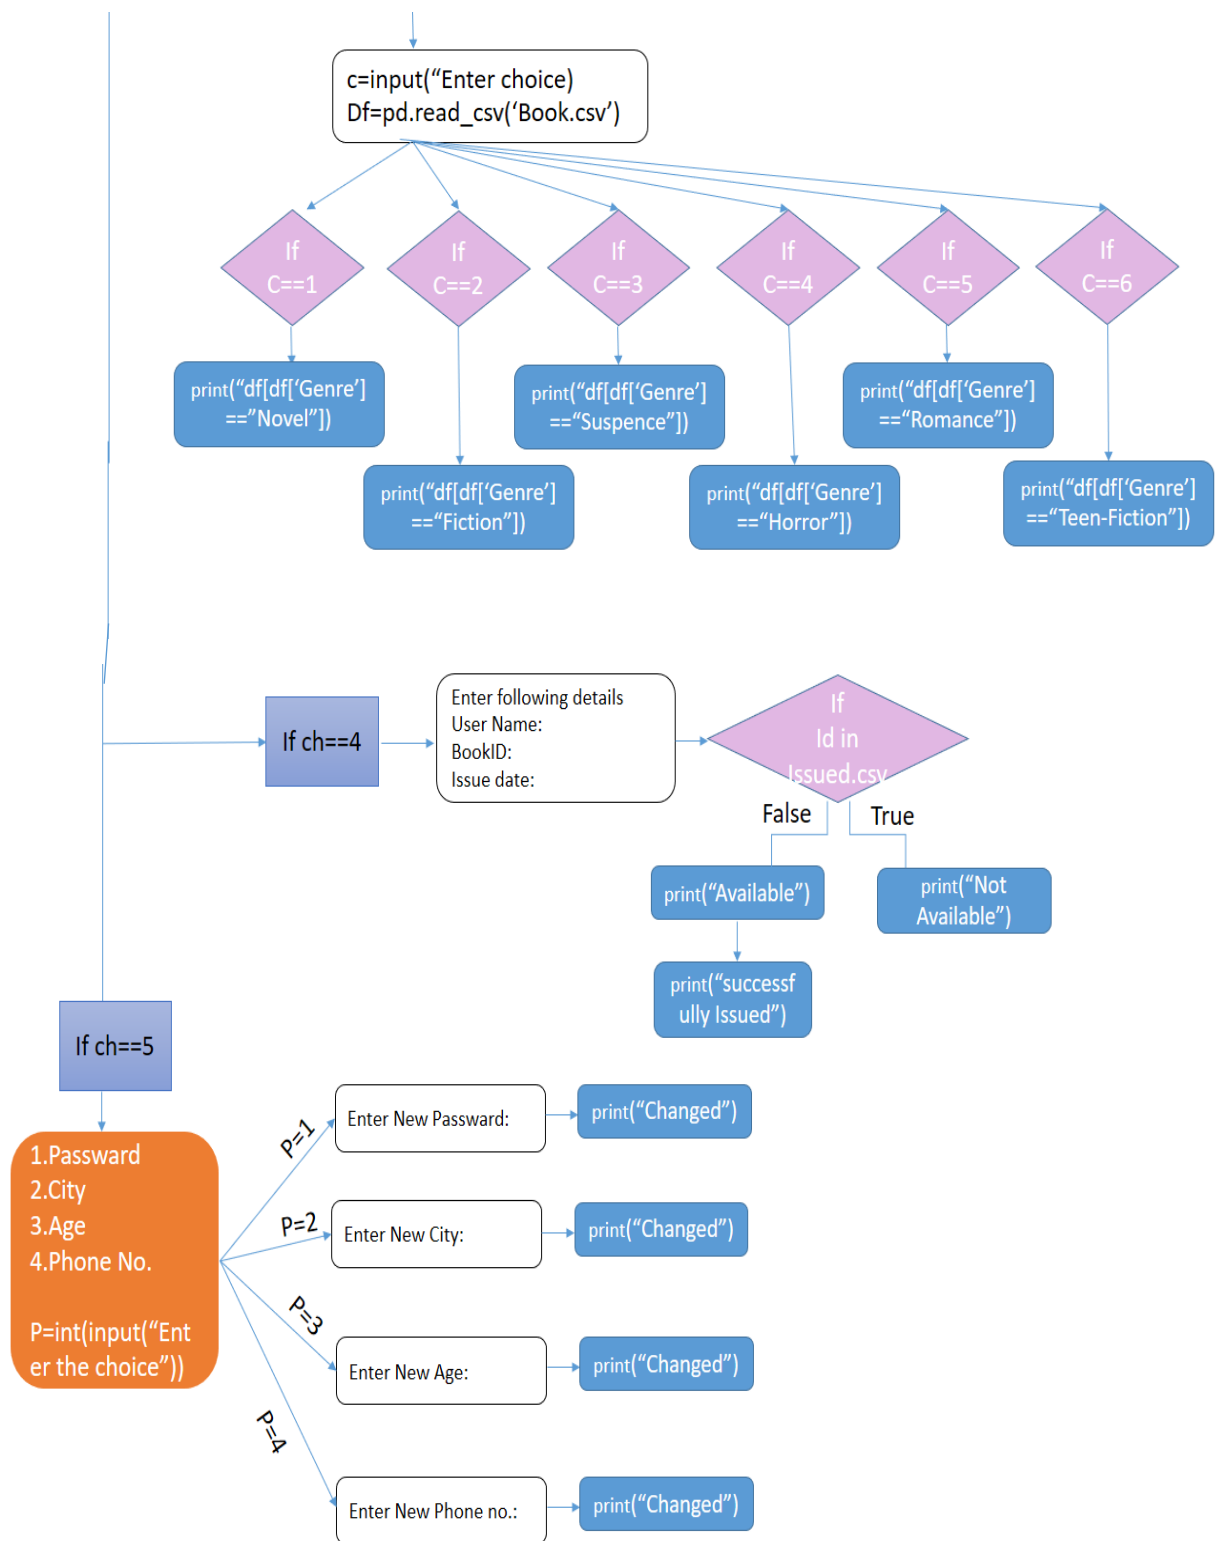 c=input(“Enter choice)
Df=pd.read_csv(‘Book.csv’)
If
C==1
If
C==2
If
C==3
If
C==4
If
C==5
If
C==6
print(“df[df[‘Genre’]
==”Novel”])
print(“df[df[‘Genre’]
==“Suspence”])
print(“df[df[‘Genre’]
==“Romance”])
print(“df[df[‘Genre’]
==“Fiction”])
print(“df[df[‘Genre’]
==“Horror”])
print(“df[df[‘Genre’]
==“Teen-Fiction”])
If ch==4
Enter following details
User Name:
BookID:
Issue date:
If
Id in
Issued.csv
False
True
print(“Available”)
print(“Not
Available”)
print(“successf
ully Issued”)
If ch==5
1.Passward
2.City
3.Age
4.Phone No.
P=int(input(“Ent
er the choice”))
P=1
Enter New Passward:
print(“Changed”)
P=2
Enter New City:
print(“Changed”)
P=3
Enter New Age:
print(“Changed”)
P=4
Enter New Phone no.:
print(“Changed”)